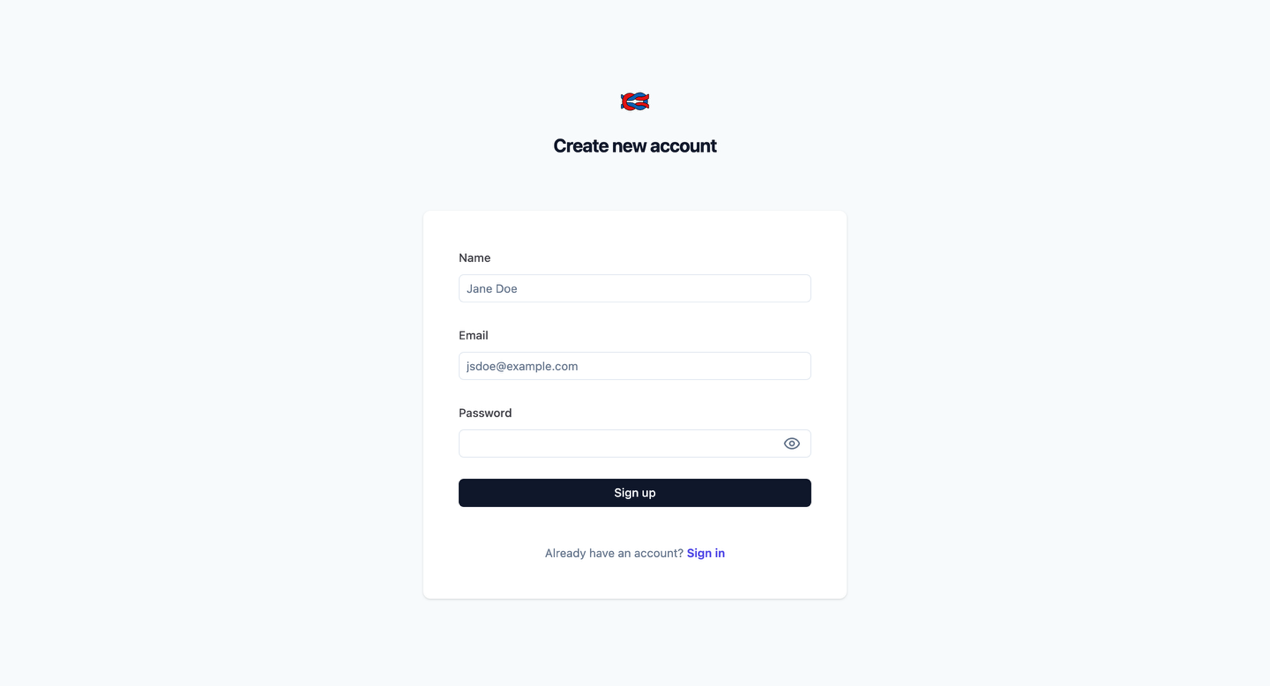 Create new account
Name
Jane Doe
Email
jsdoe@example.com
Password
Sign up
Already have an account? Sign in